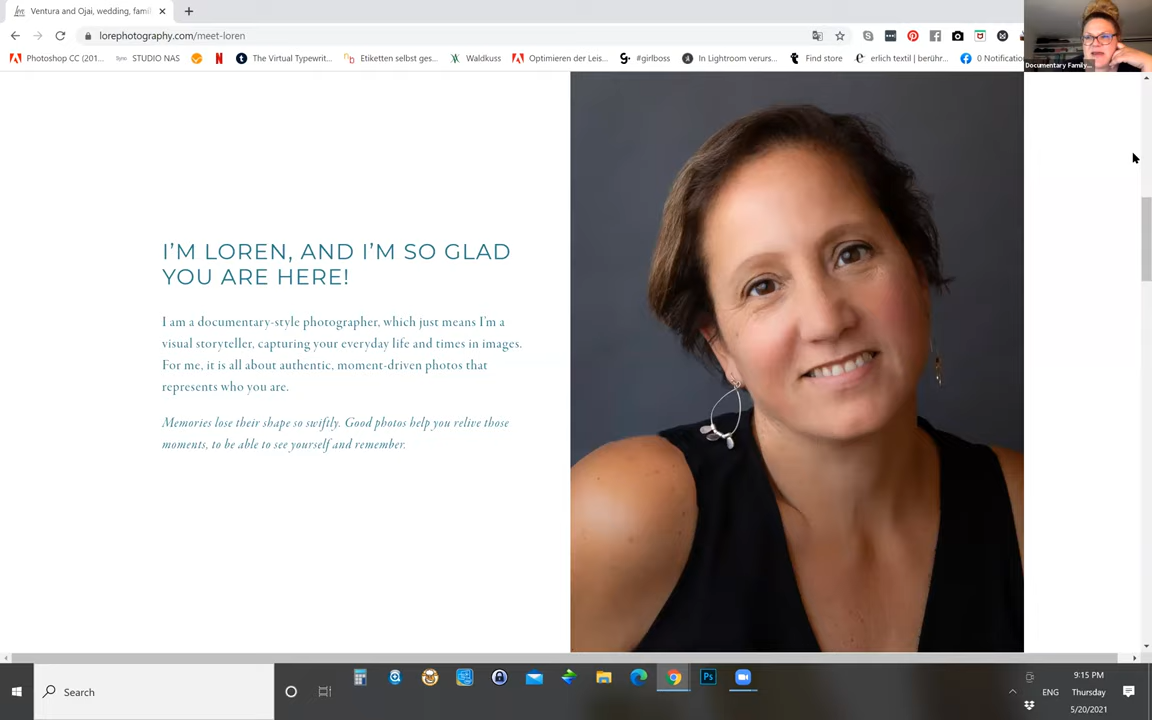 Ventura and Ojai, wedding, famil
lorephotography.com/meet-loren
Photoshop CC (201...
STUDIO NAS
N
The Virtual Typewrit...
Etiketten selbst ges...
Waldkuss
Optimieren der Leis...
#girlboss
In Lightroom verurs...
Find store
erlich textil | berühr...
0 Notification
Documentary Family...
I'M LOREN, AND I'M SO GLAD
YOU ARE HERE!
I am a documentary-style photographer, which just means I'm a
visual storyteller, capturing your everyday life and times in images.
For me, it is all about authentic, moment-driven photos that
represents who you are.
Memories lose their shape so swiftly. Good photos help you relive those
moments, to be able to see yourself and remember.
Search
Ps
ENG
9:15 PM
Thursday
5/20/2021